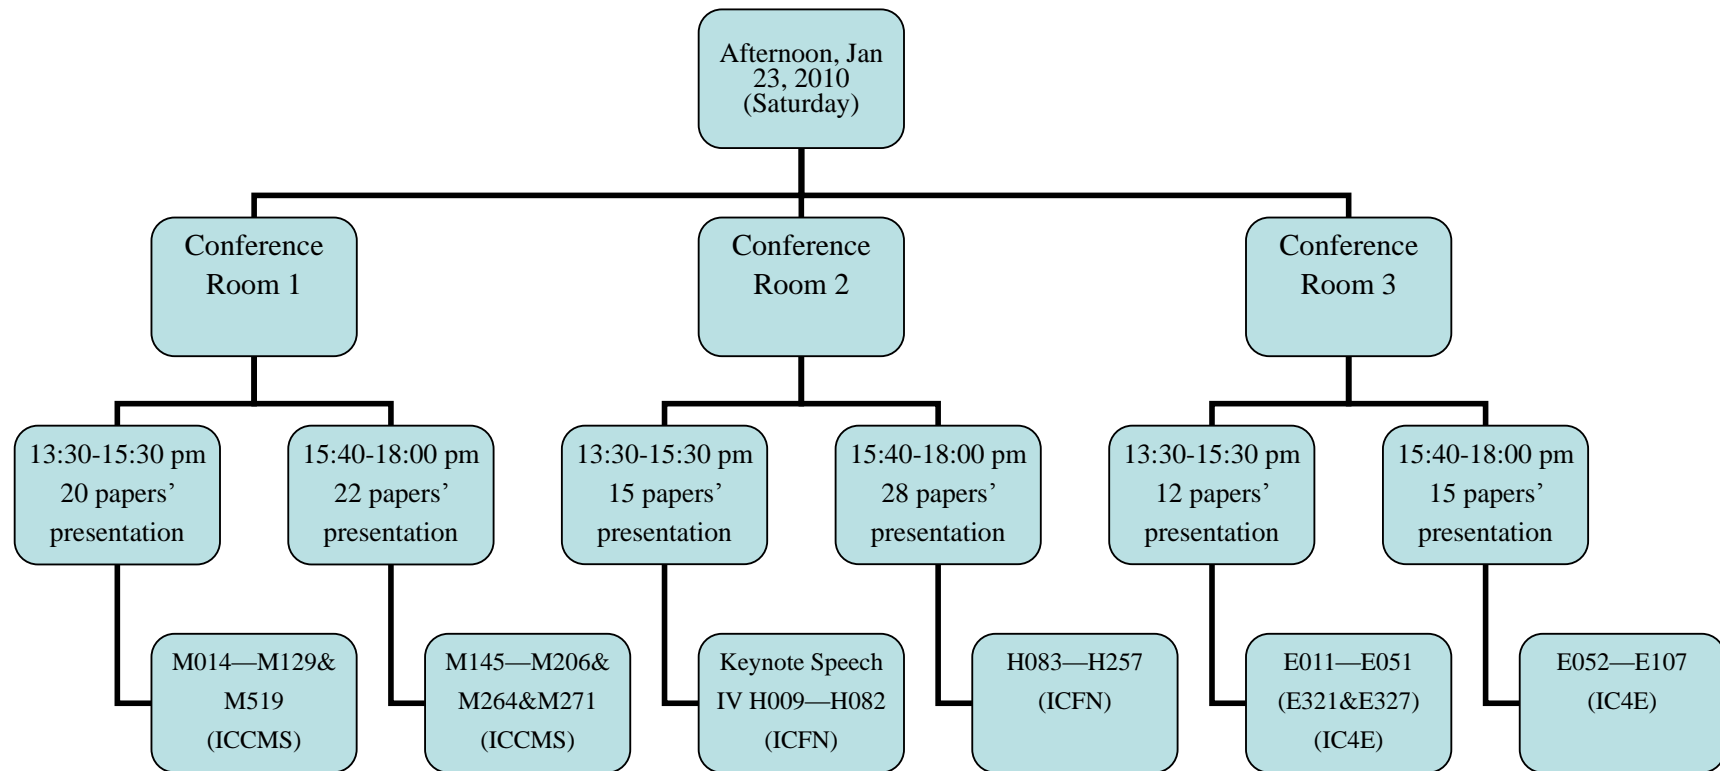 Afternoon, Jan
23, 2010
(Saturday)
Conference
Room 1
Conference
Room 2
Conference
Room 3
13:30-15:30 pm
20 papers’
presentation
15:40-18:00 pm
22 papers’
presentation
13:30-15:30 pm
15 papers’
presentation
15:40-18:00 pm
28 papers’
presentation
13:30-15:30 pm
12 papers’
presentation
15:40-18:00 pm
15 papers’
presentation
M014—M129&
M519
(ICCMS)
M145—M206&
M264&M271
(ICCMS)
Keynote Speech
IV H009—H082
(ICFN)
H083—H257
(ICFN)
E011—E051
(E321&E327)
(IC4E)
E052—E107
(IC4E)